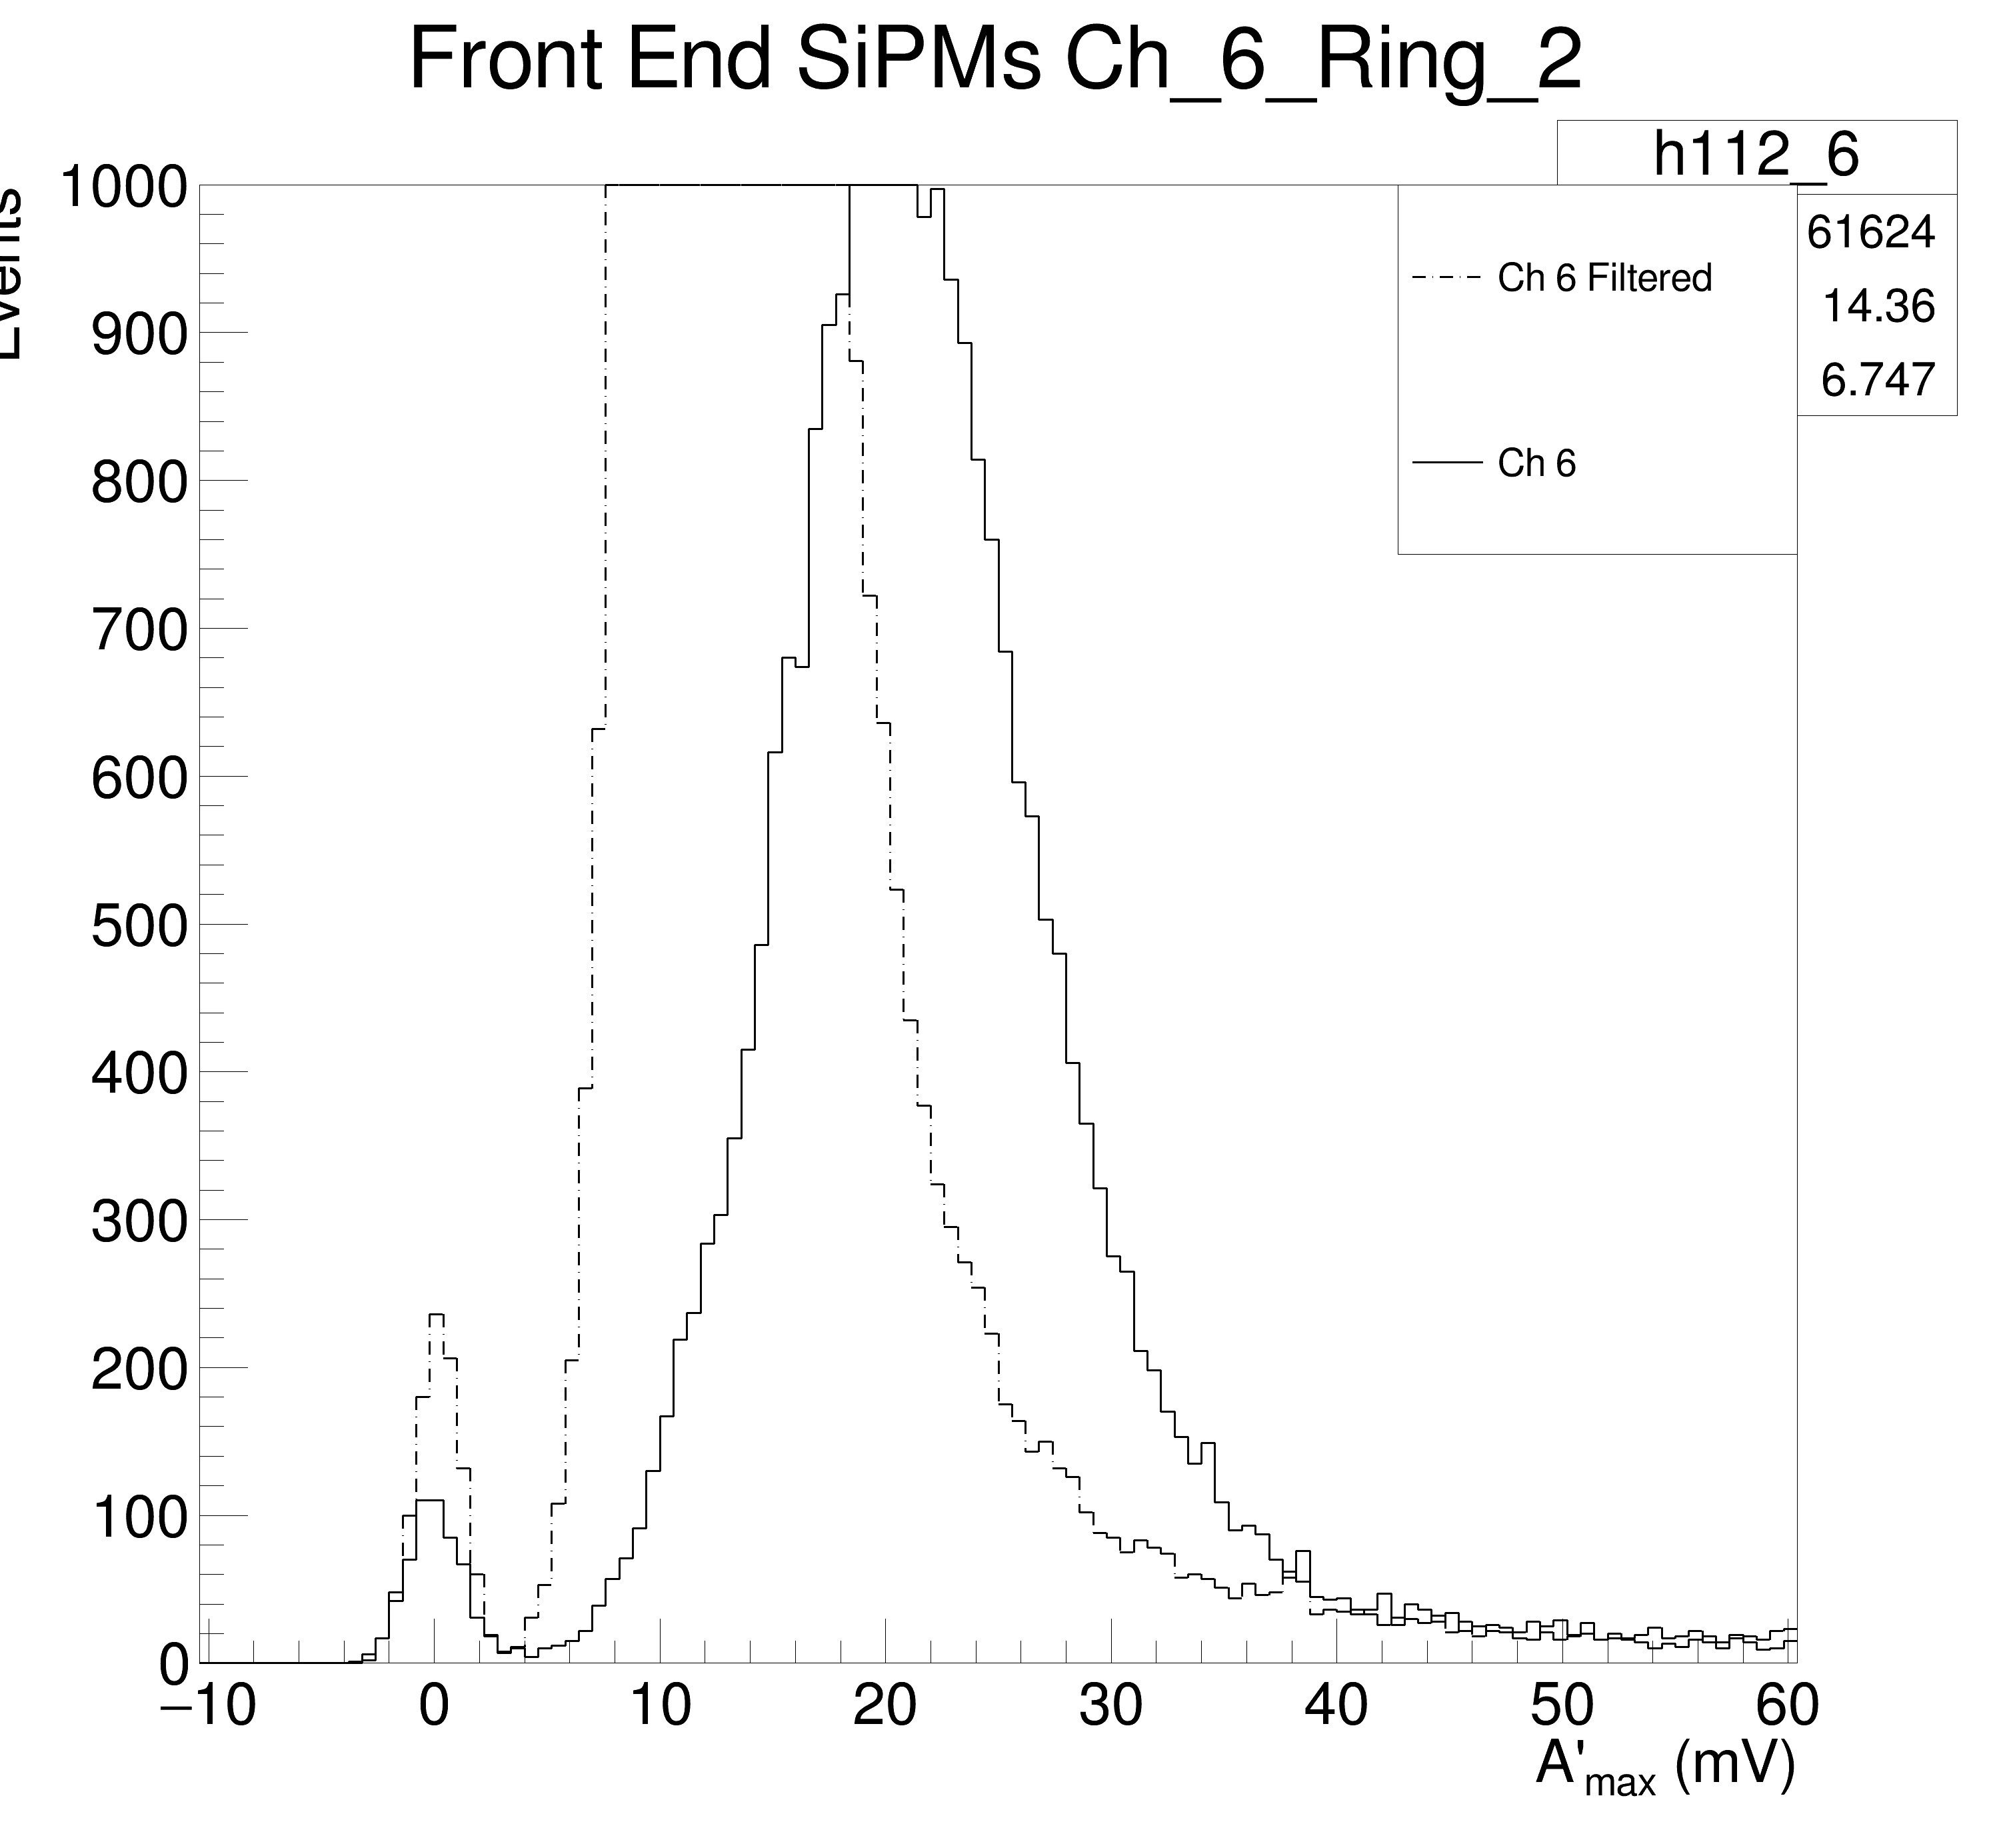 Front End SiPMs Ch_6_Ring_2
h112_6
61624
14.36
6.747
Ch 6 Filtered
Ch 6
Events
1000
900
800
700
600
500
400
300
200
100
0
−10 0 10 20 30 40 50 60
A'max (mV)